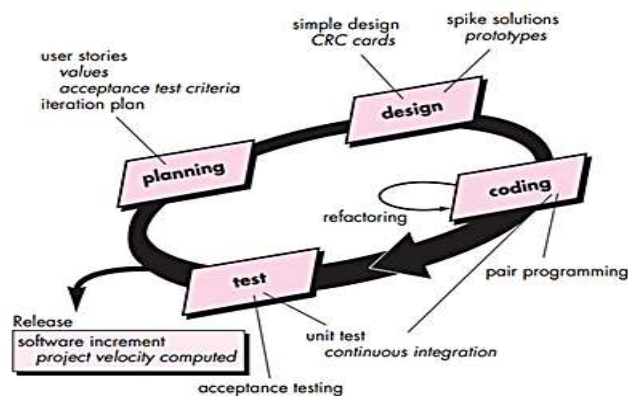 simple design
CRC cards
spike solutions
prototypes
user stories
values
acceptance test criteria
iteration plan
design
planning
coding
refactoring
test
pair programming
Release
software increment
project velocity computed
unit test
continuous integration
acceptance testing